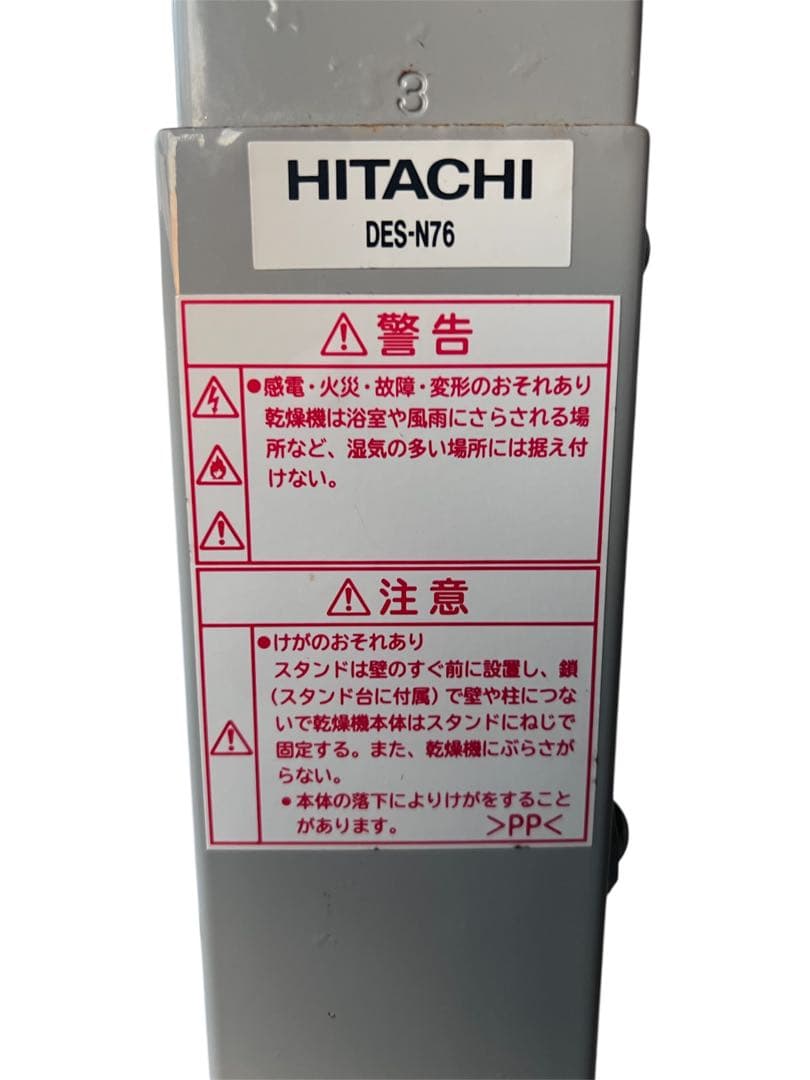 3
HITACHI
DES-N76
警告
●感電・火災・故障・変形のおそれあり
乾燥機は浴室や風雨にさらされる場
所など、湿気の多い場所には据え付
けない。
注意
●けがのおそれあり
スタンドは壁のすぐ前に設置し、鎖
(スタンド台に付属)で壁や柱につな
いで乾燥機本体はスタンドにねじで
固定する。また、乾燥機にぶらさが
らない。
●本体の落下によりけがをすること
があります。 >PP<